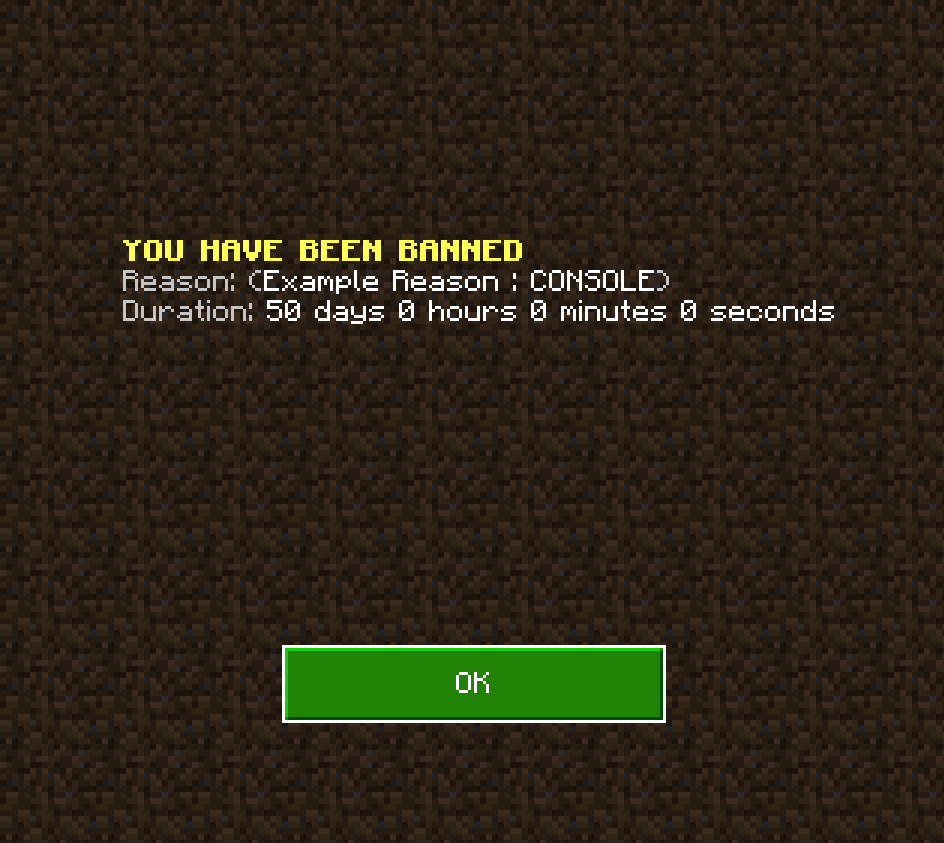 YOU HAVE BEEN BANNED
Reason: (Example Reason : CONSOLE)
Duration: 50 days 0 hours 0 minutes 0 seconds
OK